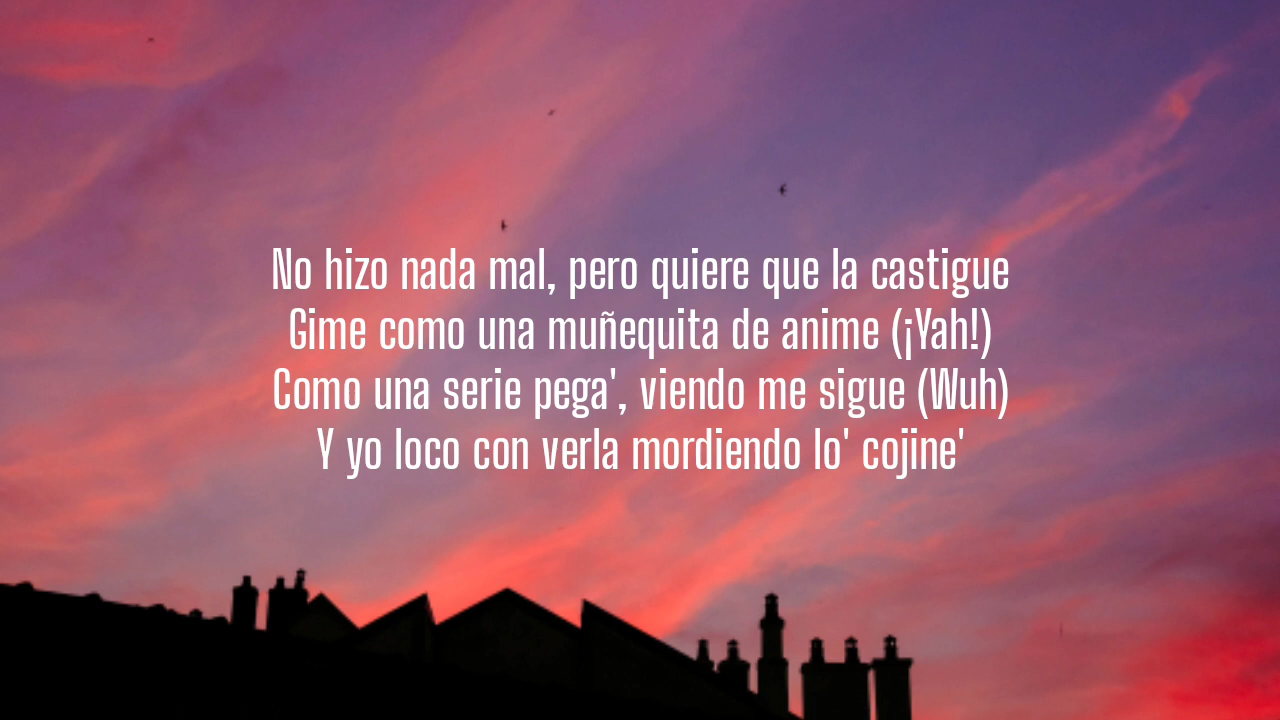 No hizo nada mal, pero quiere que la castigue
Gime como una muñequita de anime (¡Yah!)
Como una serie pega', viendo me sigue (Wuh)
Y yo loco con verla mordiendo lo' cojine'